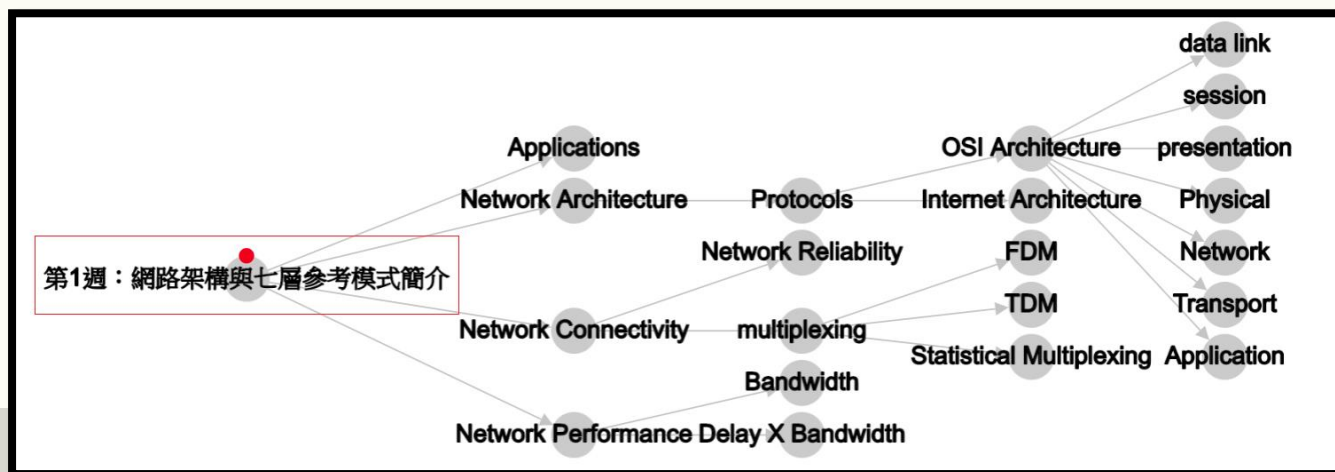 data link
session
Applications
OSI Architecture
presentation
Network Architecture
Protocols
Internet Architecture
Physical
Network Reliability
FDM
Network
第1週：網路架構與七層參考模式簡介
TDM
Transport
Network Connectivity
multiplexing
Statistical Multiplexing
Application
Bandwidth
Network Performance
Delay X Bandwidth